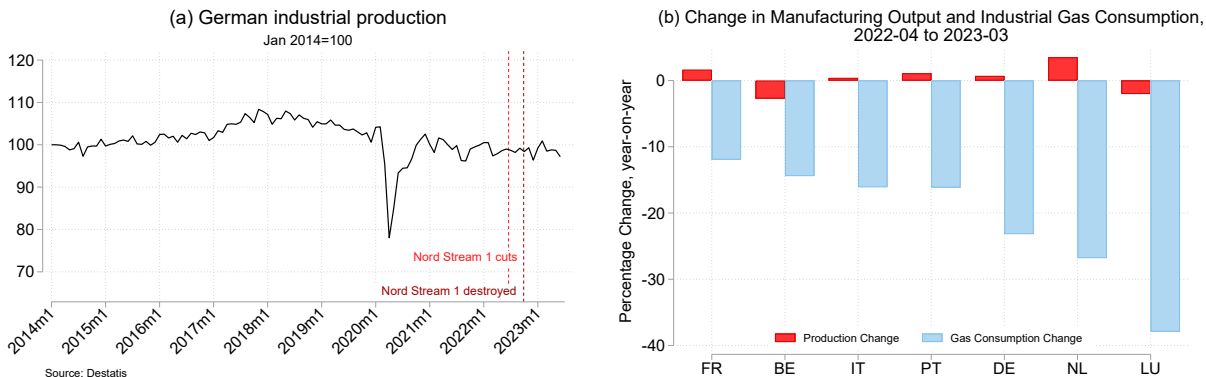 (a) German industrial production
Jan 2014=100
120
110
100
90
80
70
Nord Stream 1 cuts
Nord Stream 1 destroyed
2014m1
2015m1
2016m1
2017m1
2018m1
2019m1
2020m1
2021m1
2022m1
2023m1
Source: Destatis
(b) Change in Manufacturing Output and Industrial Gas Consumption,
2022-04 to 2023-03
Percentage Change, year-on-year
0
-10
-20
-30
-40
Production Change
Gas Consumption Change
FR
BE
IT
PT
DE
NL
LU